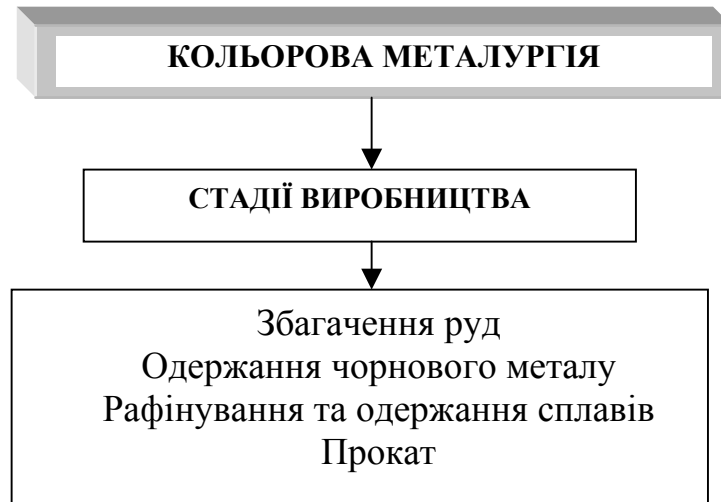 КОЛЬОРОВА МЕТАЛУРГІЯ
СТАДІЇ ВИРОБНИЦТВА
Збагачення руд
Одержання чорнового металу
Рафінування та одержання сплавів
Прокат